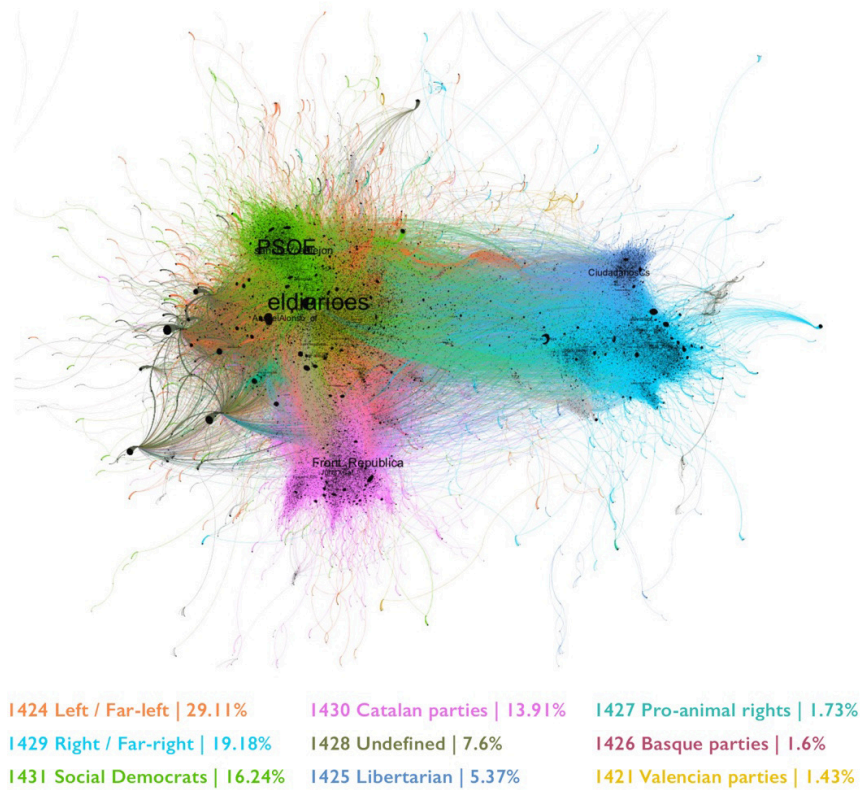 PSOE
eldiarioes
CiudadanosCs
Front_Republica
1424 Left / Far-left | 29.11%
1430 Catalan parties | 13.91%
1427 Pro-animal rights | 1.73%
1429 Right / Far-right | 19.18%
1428 Undefined | 7.6%
1426 Basque parties | 1.6%
1431 Social Democrats | 16.24%
1425 Libertarian | 5.37%
1421 Valencian parties | 1.43%